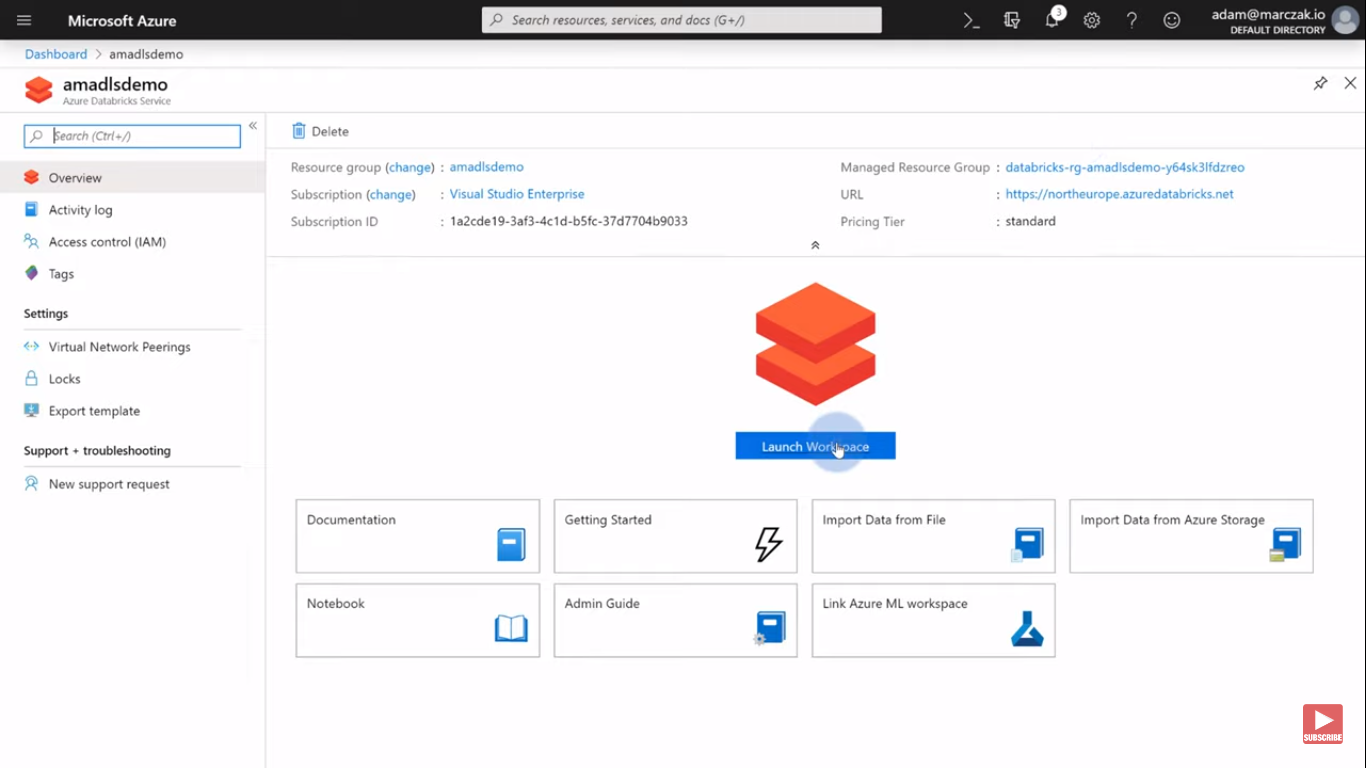 Microsoft Azure
Search resources, services, and docs (G+/)
3
adam@marczak.io
DEFAULT DIRECTORY
Dashboard > amadlsdemo
amadlsdemo
Azure Databricks Service
Search (Ctrl+/)
«
Overview
Activity log
Access control (IAM)
Tags
Settings
Virtual Network Peerings
Locks
Export template
Support + troubleshooting
New support request
Delete
Resource group (change) : amadlsdemo
Subscription (change) : Visual Studio Enterprise
Subscription ID : 1a2cde19-3af3-4c1d-b5fc-37d7704b9033
Managed Resource Group : databricks-rg-amadlsdemo-y64sk3lfdzreo
URL : https://northeurope.azuredatabricks.net
Pricing Tier : standard
Launch Workspace
Documentation
Getting Started
Import Data from File
Import Data from Azure Storage
Notebook
Admin Guide
Link Azure ML workspace
SUBSCRIBE